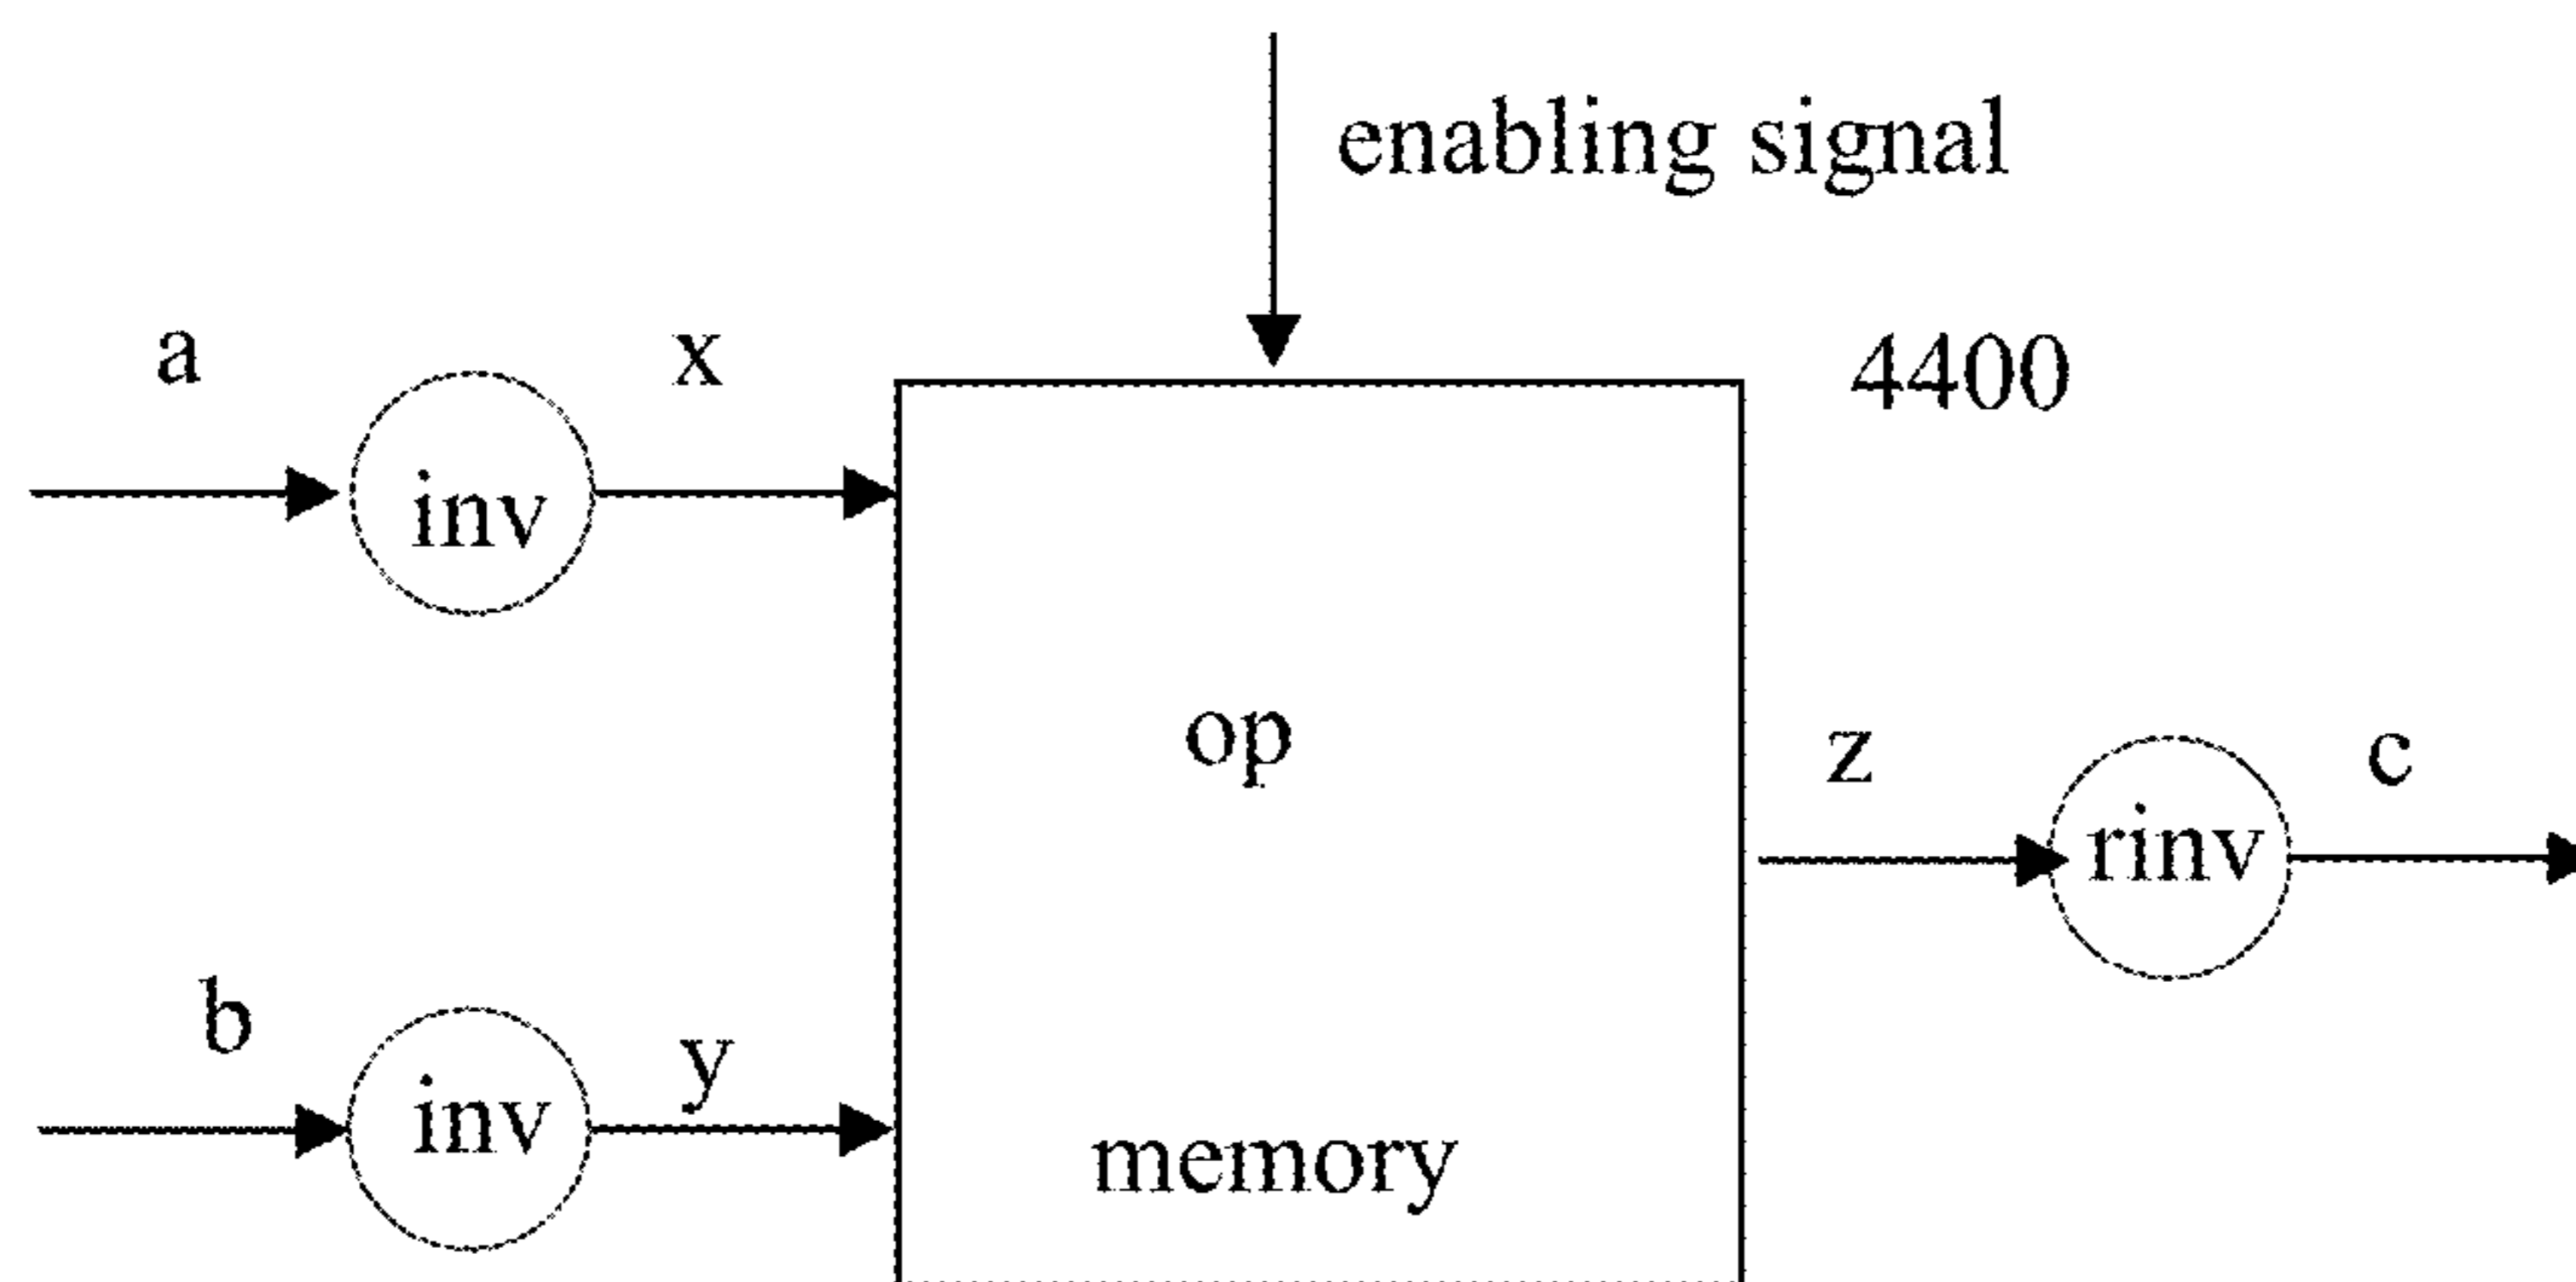 enabling signal
a
x
4400
inv
op
z
c
rinv
b
y
inv
memory